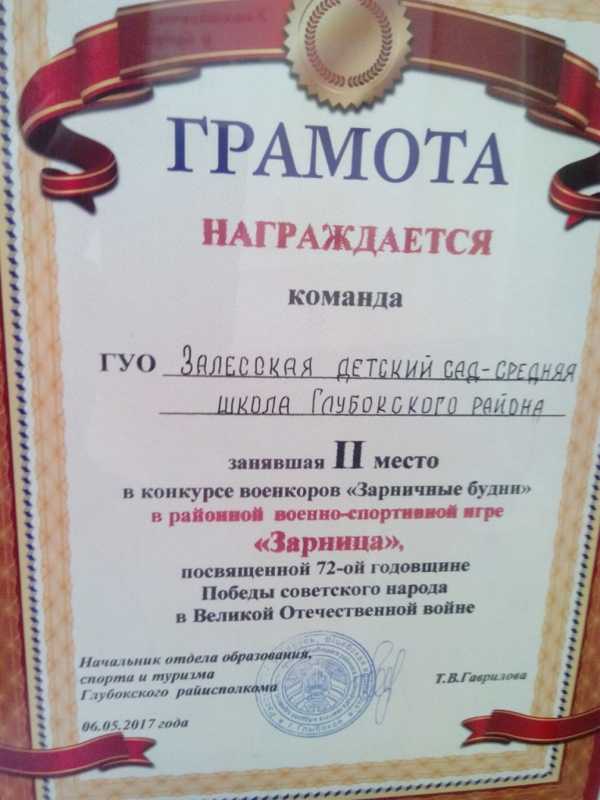 ГРАМОТА
НАГРАЖДАЕТСЯ
команда
ГУО Залесская детский сад-средняя
школа Глубокского района
занявшая II место
в конкурсе военкоров «Зарничные будни»
в районной военно-спортивной игре
«Зарница»,
посвященной 72-ой годовщине
Победы советского народа
в Великой Отечественной войне
Начальник отдела образования,
спорта и туризма
Глубокского райисполкома
Т.В.Гаврилова
06.05.2017 года